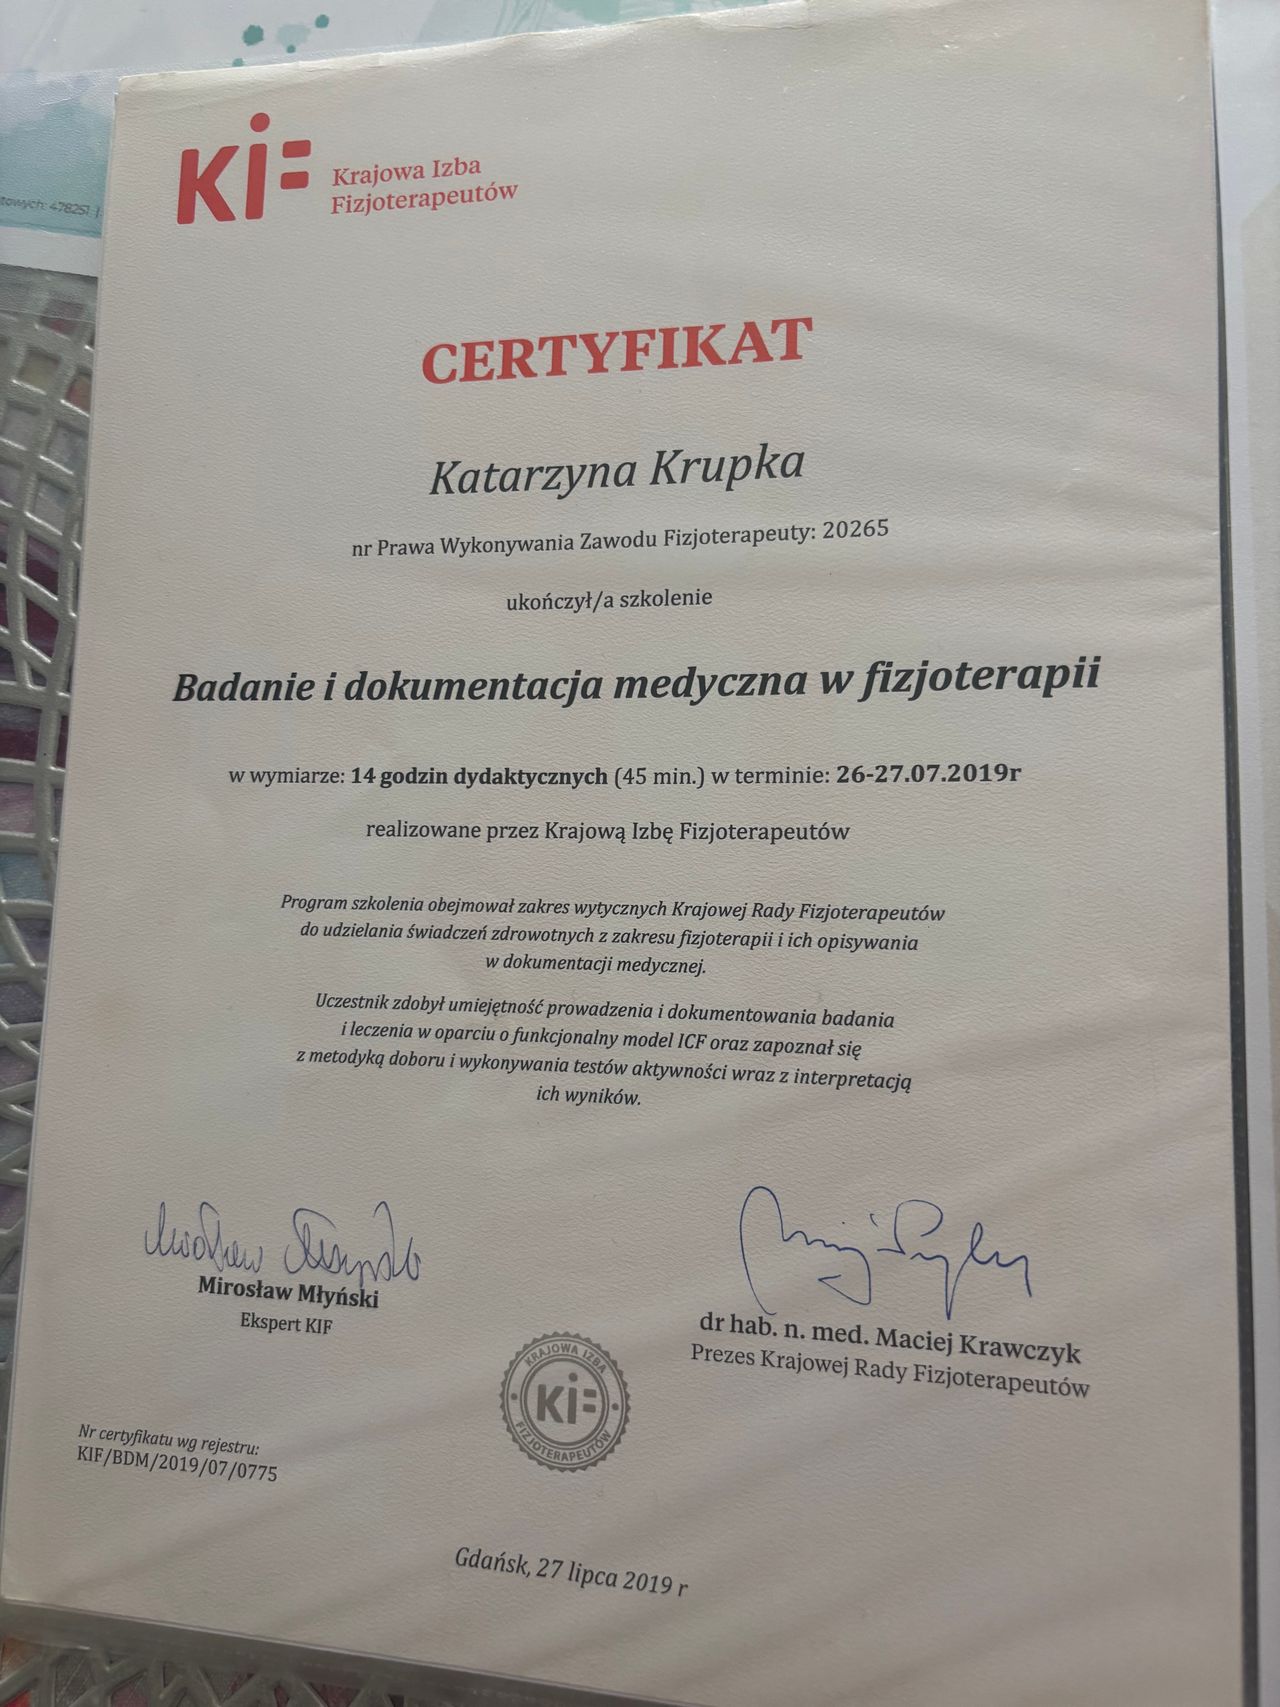 towych: 478251
KiF
Krajowa Izba
Fizjoterapeutów
CERTYFIKAT
Katarzyna Krupka
nr Prawa Wykonywania Zawodu Fizjoterapeuty: 20265
ukończył/a szkolenie
Badanie i dokumentacja medyczna w fizjoterapii
w wymiarze: 14 godzin dydaktycznych (45 min.) w terminie: 26-27.07.2019r
realizowane przez Krajową Izbę Fizjoterapeutów
Program szkolenia obejmował zakres wytycznych Krajowej Rady Fizjoterapeutów
do udzielania świadczeń zdrowotnych z zakresu fizjoterapii i ich opisywania
w dokumentacji medycznej.
Uczestnik zdobył umiejętność prowadzenia i dokumentowania badania
i leczenia w oparciu o funkcjonalny model ICF oraz zapoznał się
z metodyką doboru i wykonywania testów aktywności wraz z interpretacją
ich wyników.
Mirosław Młyński
Mirosław Młyński
Ekspert KIF
dr hab. n. med. Maciej Krawczyk
Prezes Krajowej Rady Fizjoterapeutów
KRAJOWA IZBA
KiF
FIZJOTERAPEUTÓW
Nr certyfikatu wg rejestru:
KIF/BDM/2019/07/0775
Gdańsk, 27 lipca 2019 r